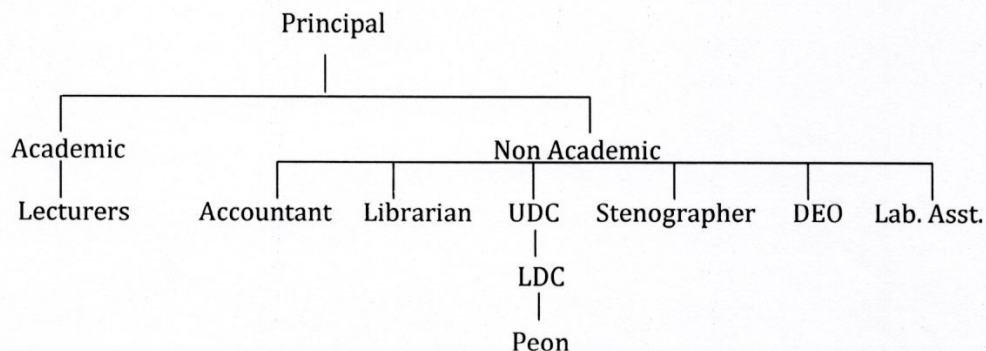 Principal
Academic Non Academic
Lecturers Accountant Librarian UDC Stenographer DEO Lab. Asst.
LDC
Peon